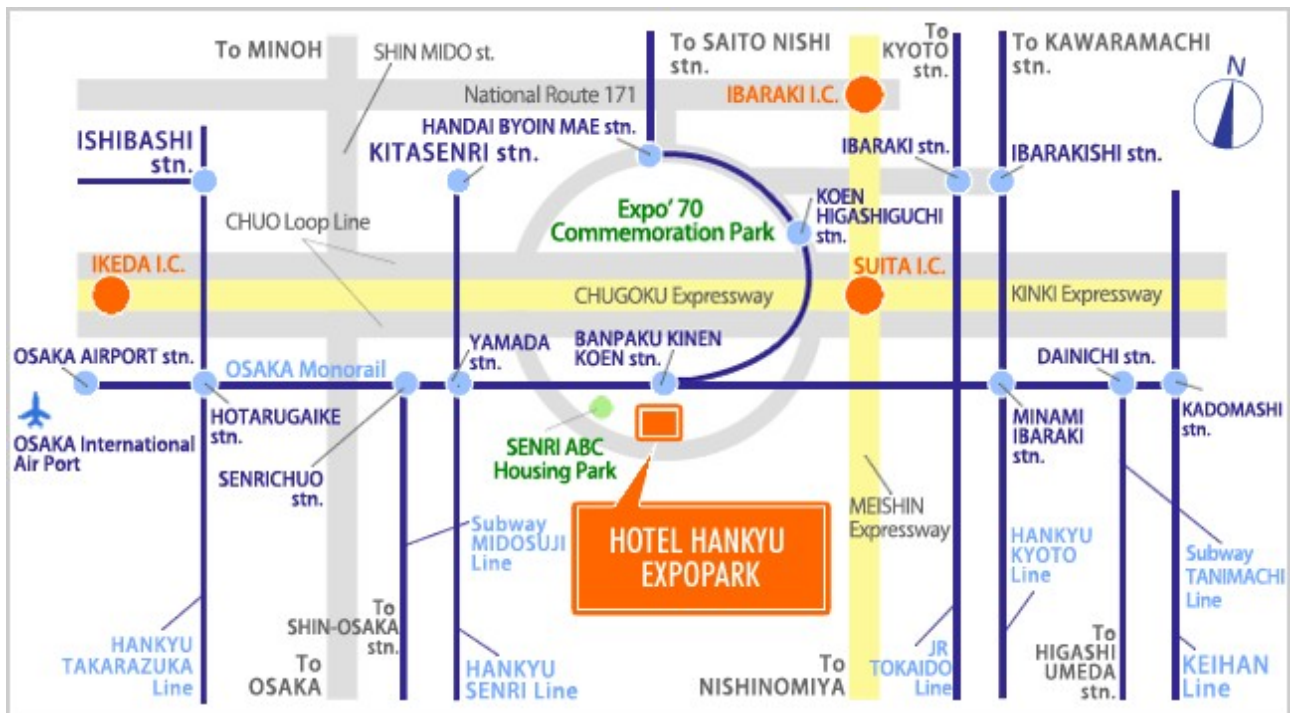 To MINOH
SHIN MIDO st.
To SAITO NISHI
stn.
To
KYOTO
stn.
To KAWARAMACHI
stn.
N
National Route 171
IBARAKI I.C.
ISHIBASHI
stn.
HANDAI BYOIN MAE stn.
KITASENRI stn.
IBARAKI stn.
IBARAKISHI stn.
KOEN
HIGASHIGUCHI
stn.
Expo' 70
Commemoration Park
CHUO Loop Line
IKEDA I.C.
SUITA I.C.
CHUGOKU Expressway
KINKI Expressway
OSAKA AIRPORT stn.
OSAKA Monorail
YAMADA
stn.
BANPAKU KINEN
KOEN stn.
DAINICHI stn.
HOTARUGAIKE
stn.
OSAKA International
Air Port
SENRICHUO
stn.
SENRI ABC
Housing Park
MINAMI
IBARAKI
stn.
KADOMASHI
stn.
Subway
MIDOSUJI
Line
HOTEL HANKYU
EXPOPARK
MEISHIN
Expressway
HANKYU
KYOTO
Line
Subway
TANIMACHI
Line
HANKYU
TAKARAZUKA
Line
To
OSAKA
To
SHIN-OSAKA
stn.
HANKYU
SENRI Line
To
NISHINOMIYA
JR
TOKAIDO
Line
To
HIGASHI
UMEDA
stn.
KEIHAN
Line